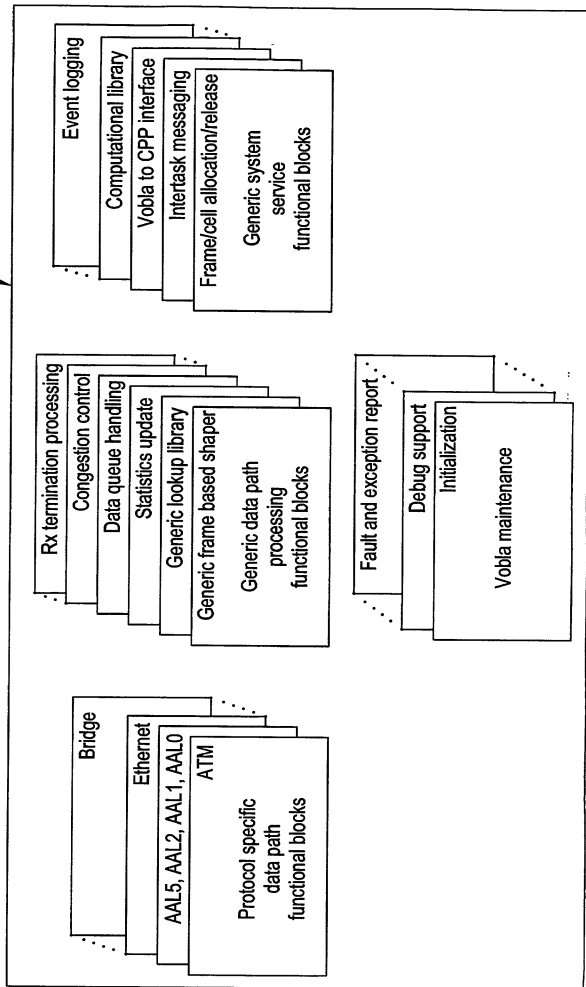 Bridge
Ethernet
AAL5, AAL2, AAL1, AAL0
ATM
Protocol specific
data path
functional blocks
Rx termination processing
Congestion control
Data queue handling
Statistics update
Generic lookup library
Generic frame based shaper
Generic data path
processing
functional blocks
Event logging
Computational library
Vobla to CPP interface
Intertask messaging
Frame/cell allocation/release
Generic system
service
functional blocks
Fault and exception report
Debug support
Initialization
Vobla maintenance